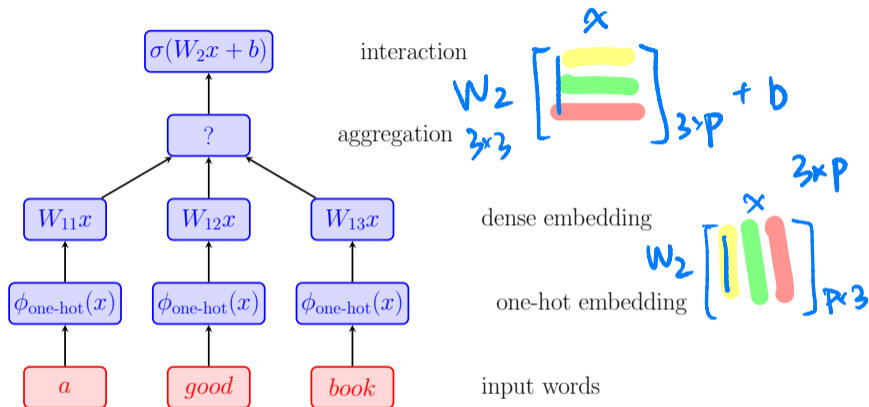 σ(W₂x + b)
interaction
x
W₂
3×3
3×p
+ b
?
aggregation
3×p
W₁₁x
W₁₂x
W₁₃x
dense embedding
x
W₂
p×3
ϕone-hot(x)
ϕone-hot(x)
ϕone-hot(x)
one-hot embedding
a
good
book
input words